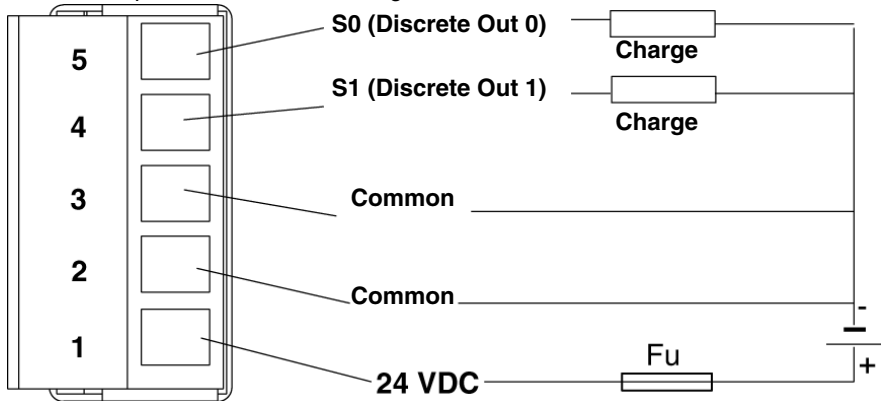 5
S0 (Discrete Out 0)
Charge
4
S1 (Discrete Out 1)
Charge
3
Common
2
Common
-
1
24 VDC
Fu
+